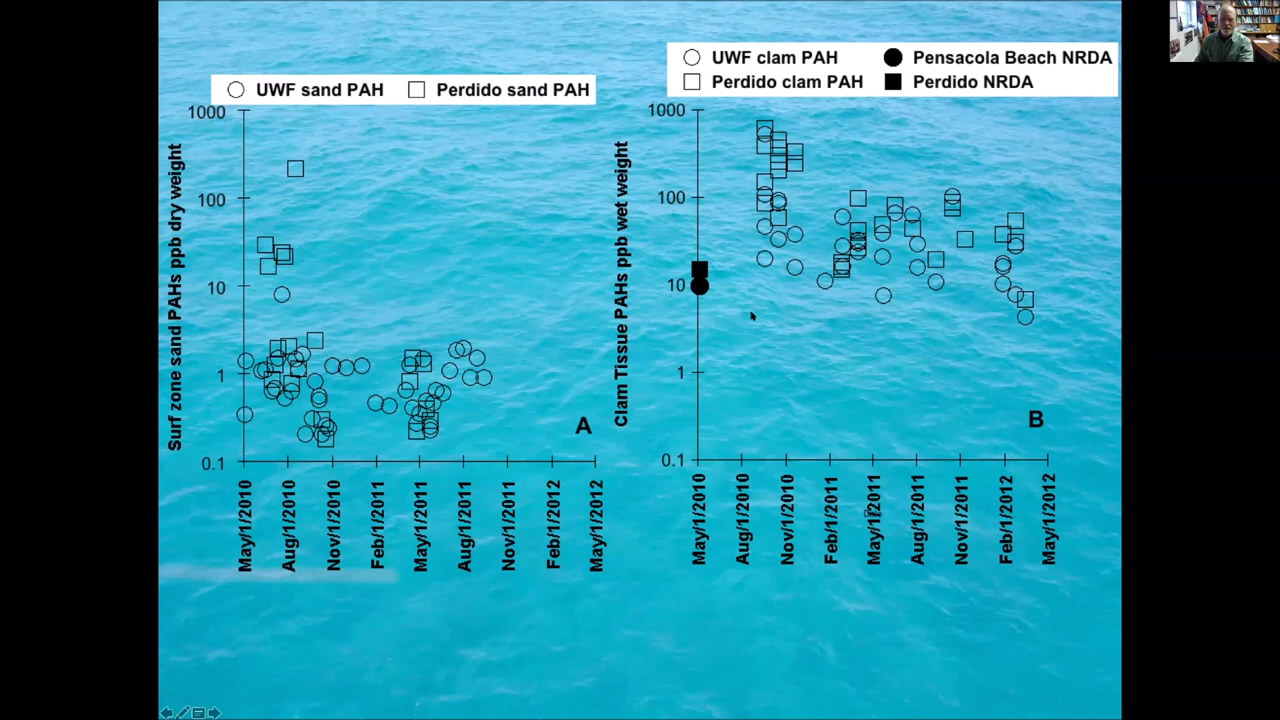 UWF sand PAH
Perdido sand PAH
Surf zone sand PAHs ppb dry weight
1000
100
10
1
0.1
A
May/1/2010
Aug/1/2010
Nov/1/2010
Feb/1/2011
May/1/2011
Aug/1/2011
Nov/1/2011
Feb/1/2012
May/1/2012
UWF clam PAH
Pensacola Beach NRDA
Perdido clam PAH
Perdido NRDA
Clam Tissue PAHs ppb wet weight
1000
100
10
1
0.1
B
May/1/2010
Aug/1/2010
Nov/1/2010
Feb/1/2011
May/1/2011
Aug/1/2011
Nov/1/2011
Feb/1/2012
May/1/2012